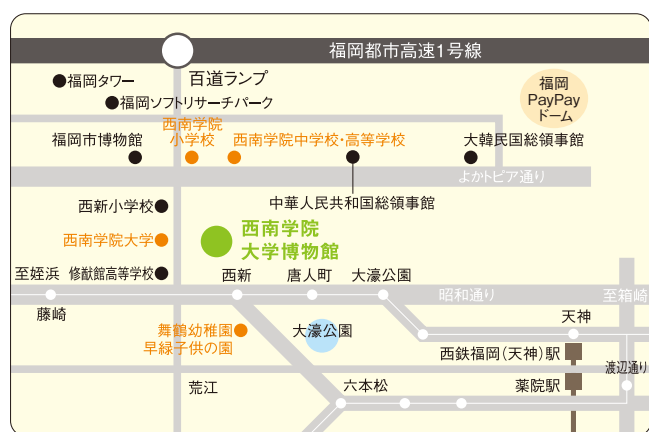 福岡都市高速1号線
福岡タワー
百道ランプ
福岡
PayPay
ドーム
福岡ソフトリサーチパーク
西南学院
小学校
福岡市博物館
西南学院中学校・高等学校
大韓民国総領事館
よかトピア通り
中華人民共和国総領事館
西新小学校
西南学院
大学博物館
西南学院大学
至姪浜
修猷館高等学校
西新
唐人町
大濠公園
昭和通り
至箱崎
藤崎
天神
舞鶴幼稚園
早緑子供の園
大濠公園
西鉄福岡(天神)駅
渡辺通り
荒江
六本松
薬院駅